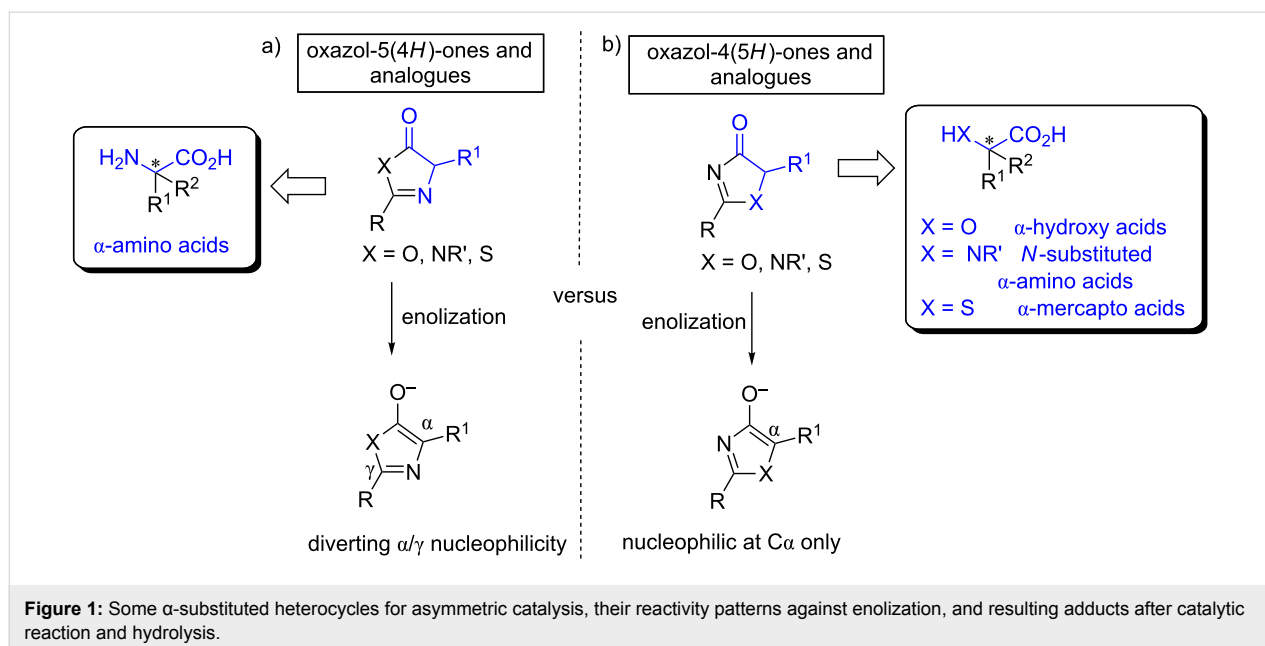 a)
oxazol-5(4H)-ones and
analogues
b)
oxazol-4(5H)-ones and
analogues
H₂N
*
CO₂H
R¹
R²
α-amino acids
O
X
R¹
N
R
X = O, NR', S
enolization
O⁻
α
X
R¹
γ
N
R
diverting α/γ nucleophilicity
versus
O
N
R¹
X
R
X = O, NR', S
enolization
O⁻
α
N
R¹
X
R
nucleophilic at Cα only
HX
*
CO₂H
R¹
R²
X = O α-hydroxy acids
X = NR' N-substituted
α-amino acids
X = S α-mercapto acids
Figure 1: Some α-substituted heterocycles for asymmetric catalysis, their reactivity patterns against enolization, and resulting adducts after catalytic
reaction and hydrolysis.